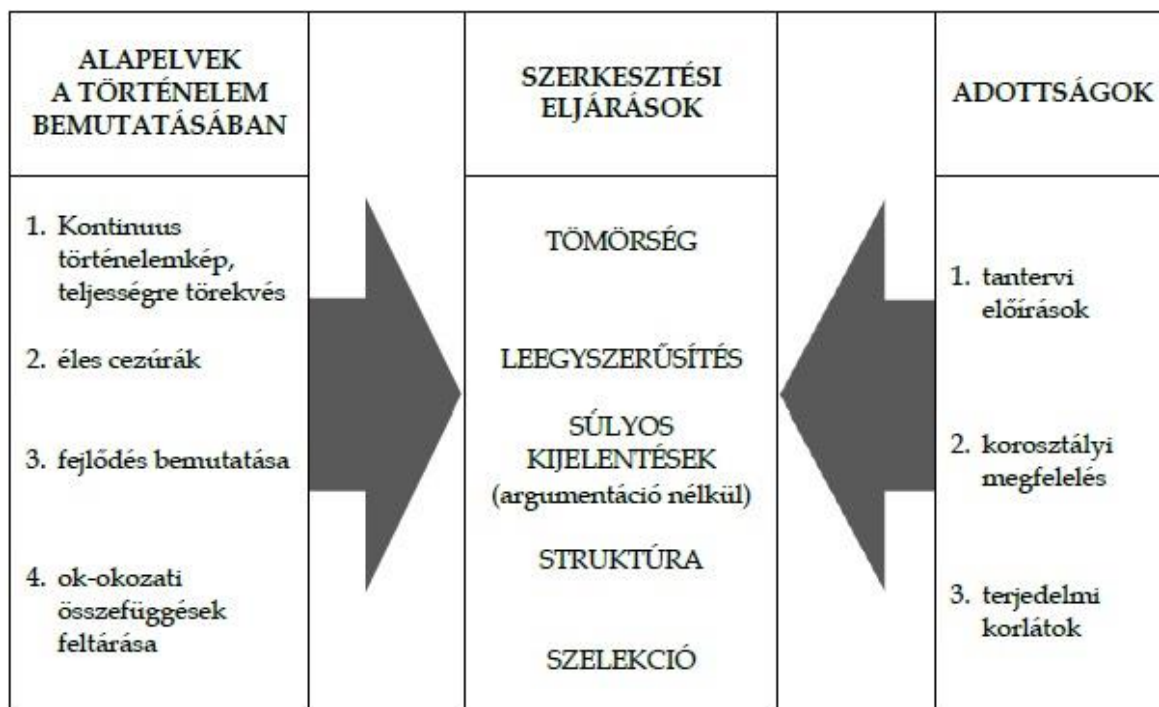 ALAPELVEK
A TÖRTÉNELEM
BEMUTATÁSÁBAN
1. Kontinuus
történelemkép,
teljességre törekvés
2. éles cezúrák
3. fejlődés bemutatása
4. ok-okozati
összefüggések
feltárása
SZERKESZTÉSI
ELJÁRÁSOK
TÖMÖRSÉG
LEEGYSZERŰSÍTÉS
SÚLYOS
KIJELENTÉSEK
(argumentáció nélkül)
STRUKTÚRA
SZELEKCIÓ
ADOTTSÁGOK
1. tantervi
előírások
2. korosztályi
megfelelés
3. terjedelmi
korlátok